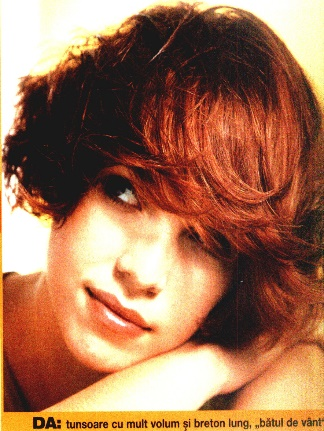 DA: tunsoare cu mult volum și breton lung, „bătul de vânt"